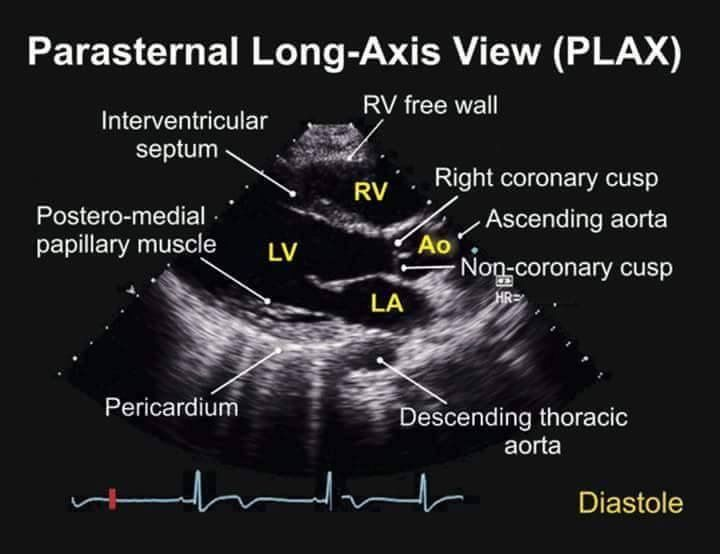 Parasternal Long-Axis View (PLAX)
RV free wall
Interventricular
septum
RV
Right coronary cusp
Postero-medial
papillary muscle
Ascending aorta
LV
Ao
Non-coronary cusp
LA
HR=
Pericardium
Descending thoracic
aorta
Diastole